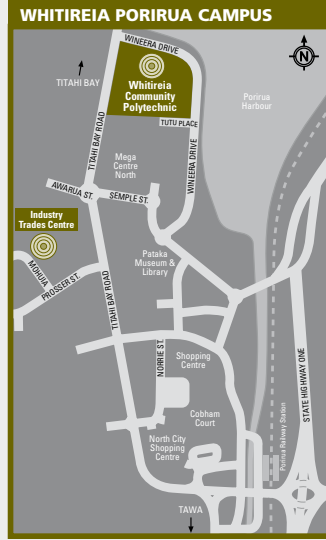 WHITIREIA PORIRUA CAMPUS
WINEERA DRIVE
N
TITAHI BAY
Whitireia
Community
Polytechnic
Porirua
Harbour
TUTU PLACE
TITAHI BAY ROAD
Mega
Centre
North
WINEERA DRIVE
AWARUA ST.
SEMPLE ST.
Industry
Trades Centre
Pataka
Museum &
Library
MOHUIA
PROSSER ST.
TITAHI BAY ROAD
NORRIE ST.
Shopping
Centre
STATE HIGHWAY ONE
Cobham
Court
Porirua Railway Station
North City
Shopping
Centre
TAWA